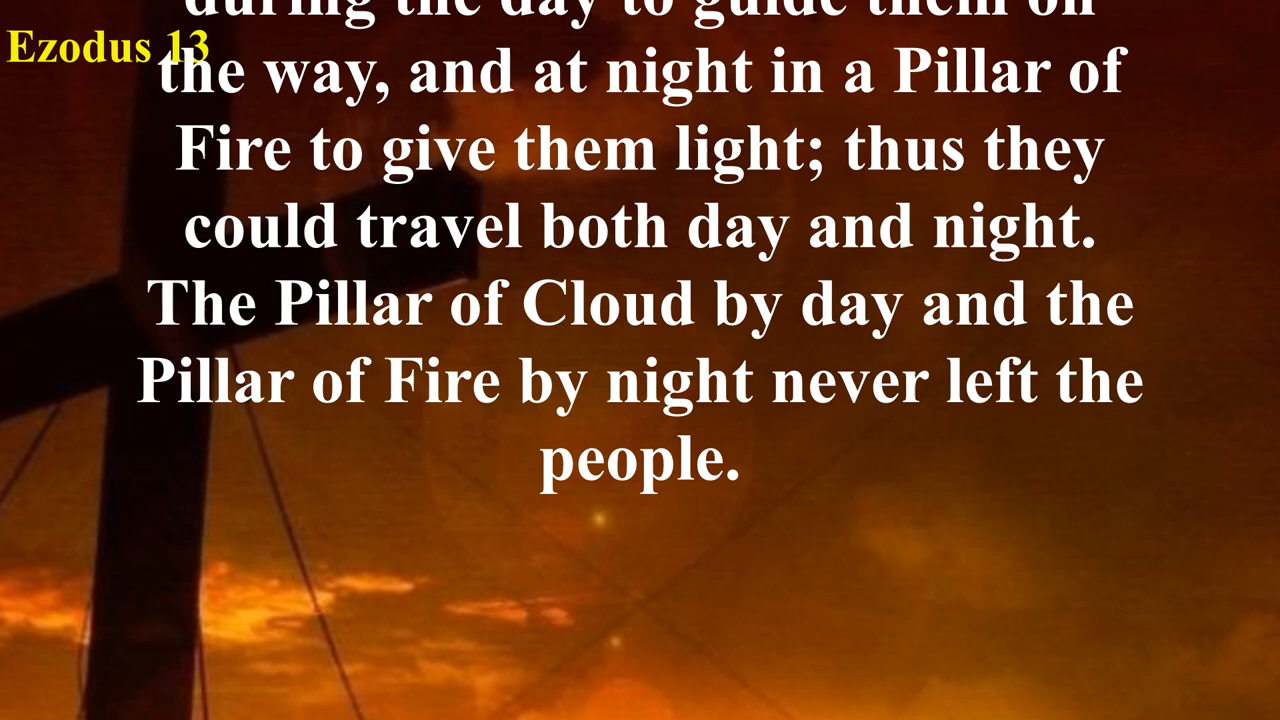 during the day to guide them on
Ezodus 13
the way, and at night in a Pillar of
Fire to give them light; thus they
could travel both day and night.
The Pillar of Cloud by day and the
Pillar of Fire by night never left the
people.